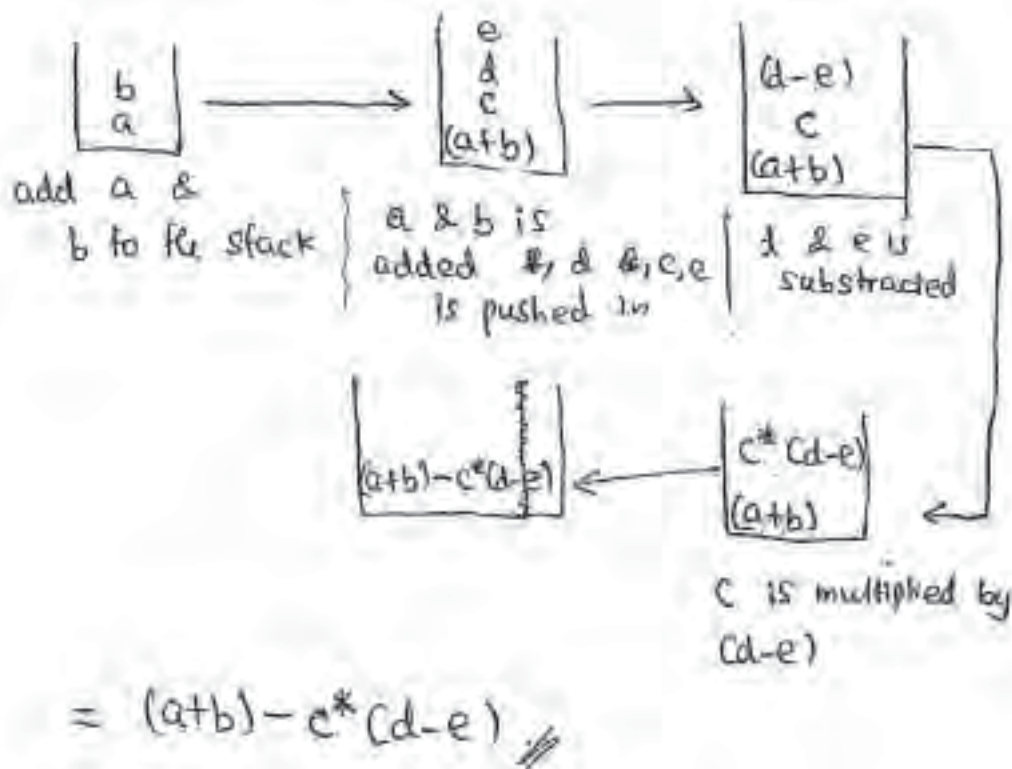 b
a
add a &
b to the stack
e
d
c
(a+b)
a & b is
added, d, c, e
is pushed in
(d-e)
c
(a+b)
d & e is
substracted
c* (d-e)
(a+b)
c is multiplied by
(d-e)
(a+b) - c*(d-e)
= (a+b) - c* (d-e)